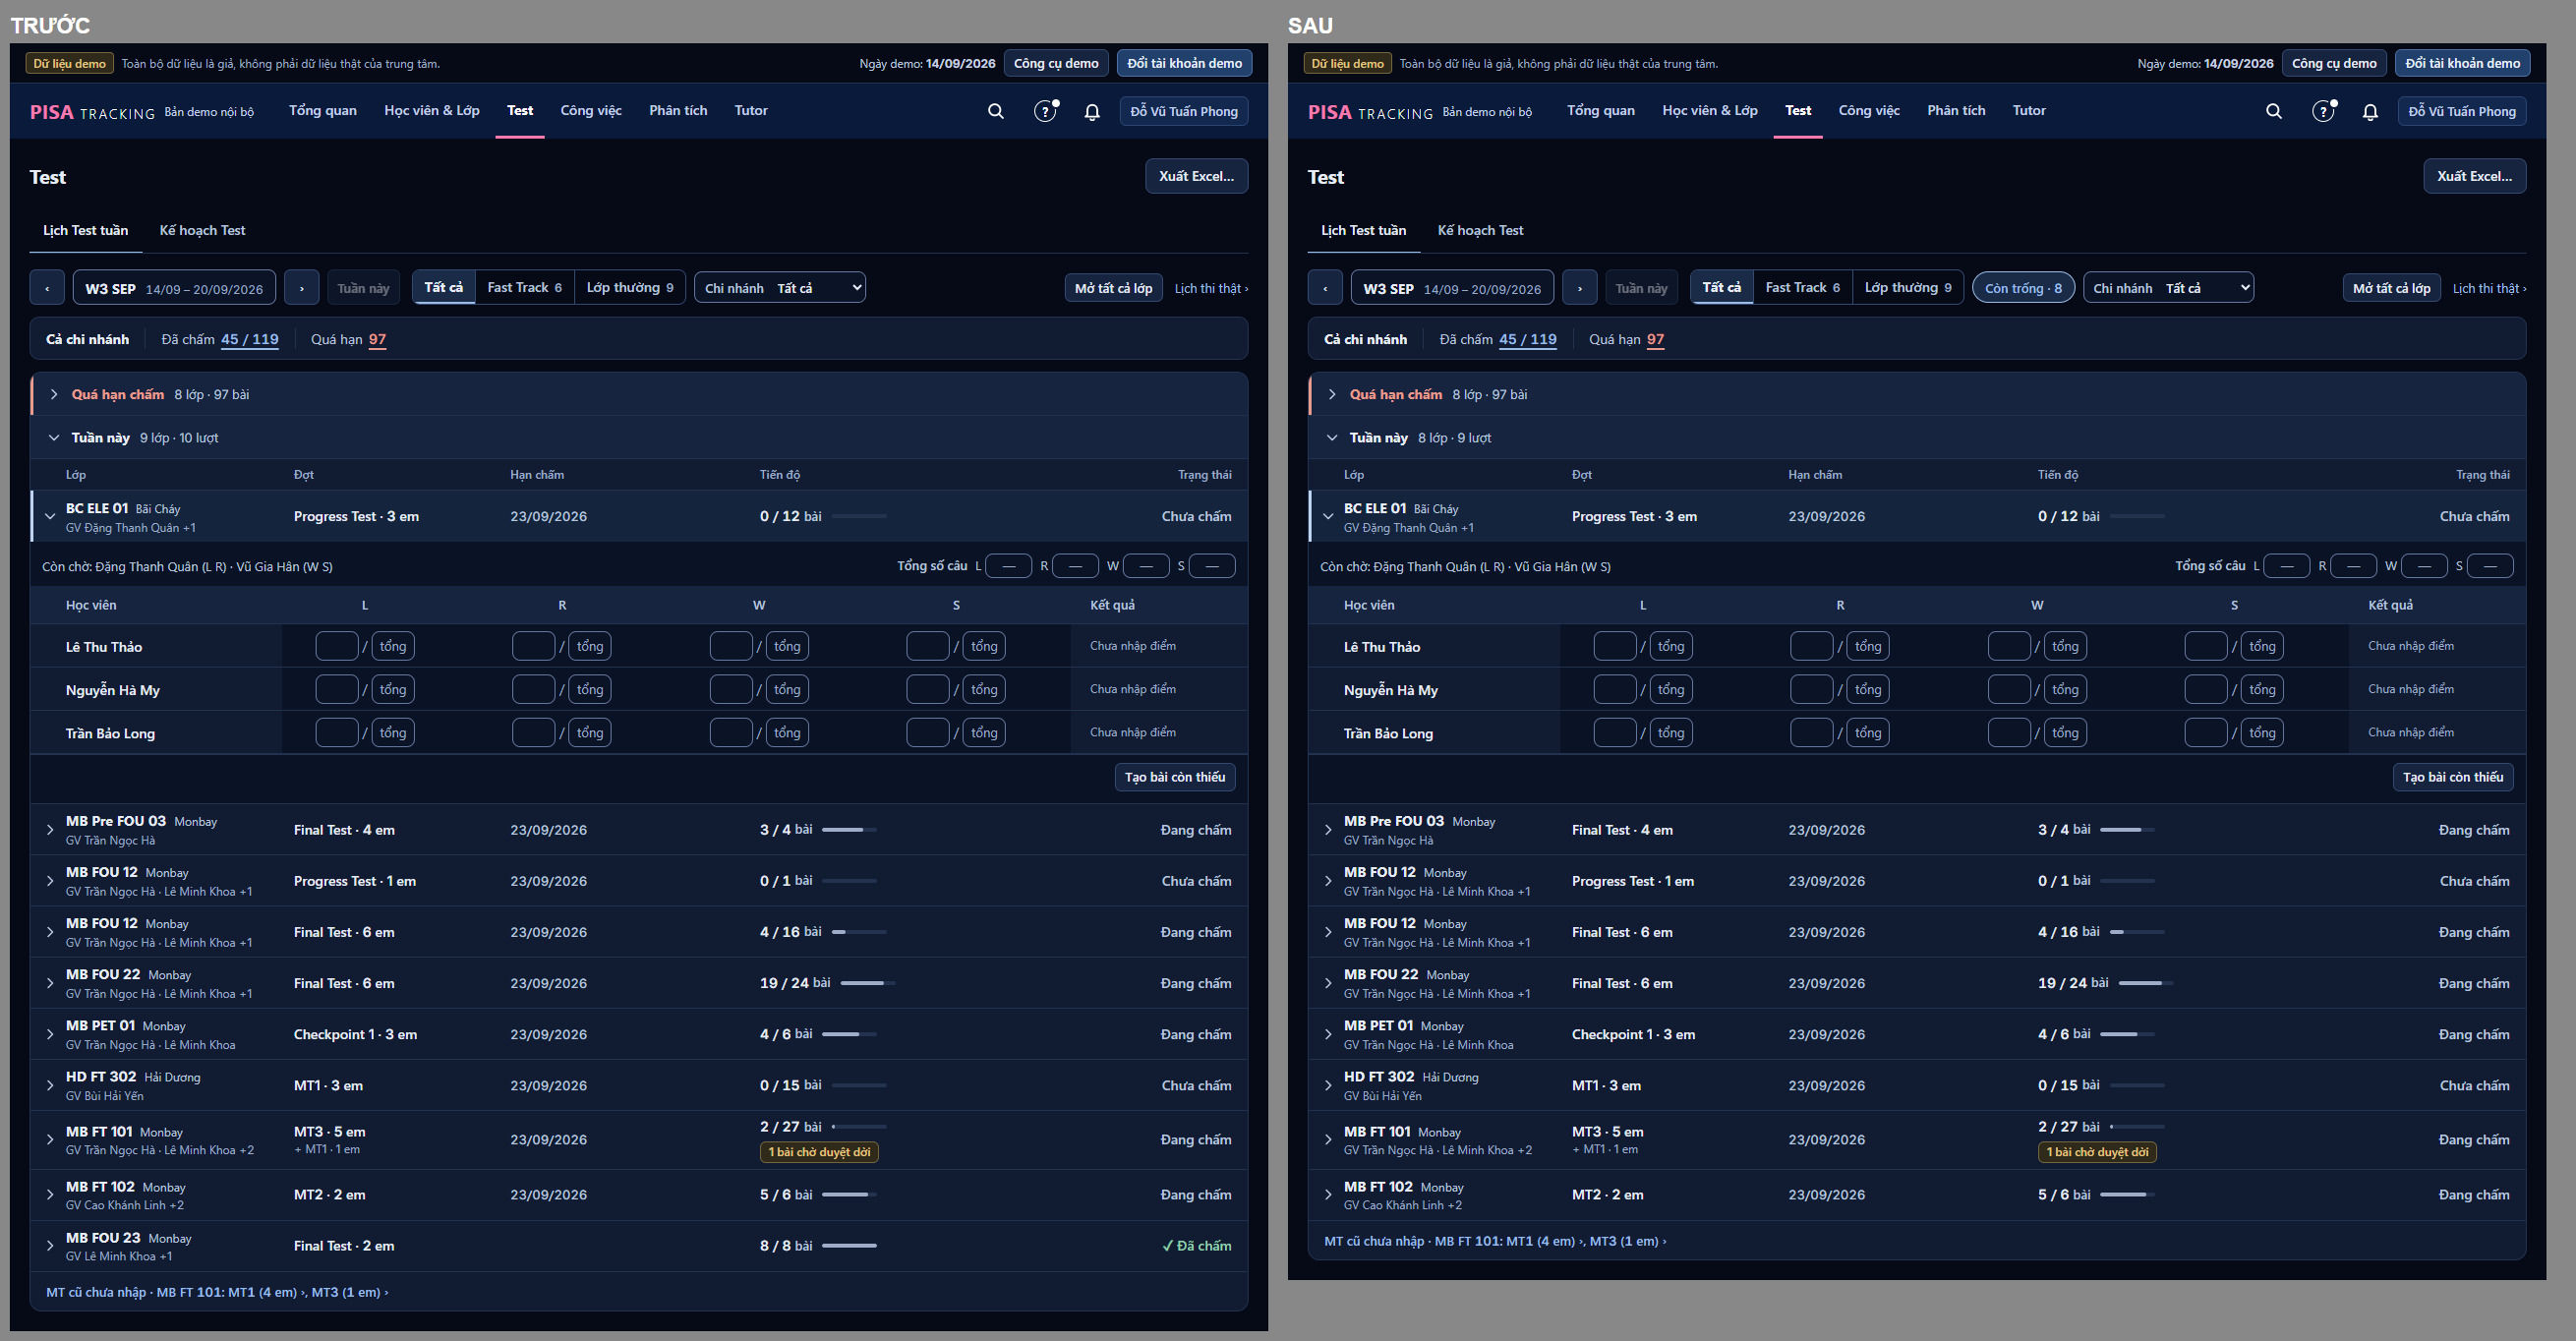 TRƯỚC
Dữ liệu demo Toàn bộ dữ liệu là giả, không phải dữ liệu thật của trung tâm. Ngày demo: 14/09/2026 Công cụ demo Đổi tài khoản demo
PISA TRACKING Bản demo nội bộ Tổng quan Học viên & Lớp Test Công việc Phân tích Tutor ? Đỗ Vũ Tuấn Phong
Test Xuất Excel...
Lịch Test tuần Kế hoạch Test
‹ W3 SEP 14/09 – 20/09/2026 › Tuần này Tất cả Fast Track 6 Lớp thường 9 Chi nhánh Tất cả Mở tất cả lớp Lịch thi thật ›
Cả chi nhánh Đã chấm 45 / 119 Quá hạn 97
Quá hạn chấm 8 lớp · 97 bài
Tuần này 9 lớp · 10 lượt
Lớp Đợt Hạn chấm Tiến độ Trạng thái
BC ELE 01 Bãi Cháy Progress Test · 3 em 23/09/2026 0 / 12 bài Chưa chấm
GV Đặng Thanh Quân +1
Còn chờ: Đặng Thanh Quân (L R) · Vũ Gia Hân (W S) Tổng số câu L — R — W — S —
Học viên L R W S Kết quả
Lê Thu Thảo / tổng / tổng / tổng / tổng Chưa nhập điểm
Nguyễn Hà My / tổng / tổng / tổng / tổng Chưa nhập điểm
Trần Bảo Long / tổng / tổng / tổng / tổng Chưa nhập điểm
Tạo bài còn thiếu
MB Pre FOU 03 Monbay Final Test · 4 em 23/09/2026 3 / 4 bài Đang chấm
GV Trần Ngọc Hà
MB FOU 12 Monbay Progress Test · 1 em 23/09/2026 0 / 1 bài Chưa chấm
GV Trần Ngọc Hà · Lê Minh Khoa +1
MB FOU 12 Monbay Final Test · 6 em 23/09/2026 4 / 16 bài Đang chấm
GV Trần Ngọc Hà · Lê Minh Khoa +1
MB FOU 22 Monbay Final Test · 6 em 23/09/2026 19 / 24 bài Đang chấm
GV Trần Ngọc Hà · Lê Minh Khoa +1
MB PET 01 Monbay Checkpoint 1 · 3 em 23/09/2026 4 / 6 bài Đang chấm
GV Trần Ngọc Hà · Lê Minh Khoa
HD FT 302 Hải Dương MT1 · 3 em 23/09/2026 0 / 15 bài Chưa chấm
GV Bùi Hải Yến
MB FT 101 Monbay MT3 · 5 em 23/09/2026 2 / 27 bài Đang chấm
GV Trần Ngọc Hà · Lê Minh Khoa +2 + MT1 · 1 em 1 bài chờ duyệt dời
MB FT 102 Monbay MT2 · 2 em 23/09/2026 5 / 6 bài Đang chấm
GV Cao Khánh Linh +2
MB FOU 23 Monbay Final Test · 2 em 8 / 8 bài ✓ Đã chấm
GV Lê Minh Khoa +1
MT cũ chưa nhập · MB FT 101: MT1 (4 em) ›, MT3 (1 em) ›
SAU
Dữ liệu demo Toàn bộ dữ liệu là giả, không phải dữ liệu thật của trung tâm. Ngày demo: 14/09/2026 Công cụ demo Đổi tài khoản demo
PISA TRACKING Bản demo nội bộ Tổng quan Học viên & Lớp Test Công việc Phân tích Tutor ? Đỗ Vũ Tuấn Phong
Test Xuất Excel...
Lịch Test tuần Kế hoạch Test
‹ W3 SEP 14/09 – 20/09/2026 › Tuần này Tất cả Fast Track 6 Lớp thường 9 Còn trống · 8 Chi nhánh Tất cả Mở tất cả lớp Lịch thi thật ›
Cả chi nhánh Đã chấm 45 / 119 Quá hạn 97
Quá hạn chấm 8 lớp · 97 bài
Tuần này 8 lớp · 9 lượt
Lớp Đợt Hạn chấm Tiến độ Trạng thái
BC ELE 01 Bãi Cháy Progress Test · 3 em 23/09/2026 0 / 12 bài Chưa chấm
GV Đặng Thanh Quân +1
Còn chờ: Đặng Thanh Quân (L R) · Vũ Gia Hân (W S) Tổng số câu L — R — W — S —
Học viên L R W S Kết quả
Lê Thu Thảo / tổng / tổng / tổng / tổng Chưa nhập điểm
Nguyễn Hà My / tổng / tổng / tổng / tổng Chưa nhập điểm
Trần Bảo Long / tổng / tổng / tổng / tổng Chưa nhập điểm
Tạo bài còn thiếu
MB Pre FOU 03 Monbay Final Test · 4 em 23/09/2026 3 / 4 bài Đang chấm
GV Trần Ngọc Hà
MB FOU 12 Monbay Progress Test · 1 em 23/09/2026 0 / 1 bài Chưa chấm
GV Trần Ngọc Hà · Lê Minh Khoa +1
MB FOU 12 Monbay Final Test · 6 em 23/09/2026 4 / 16 bài Đang chấm
GV Trần Ngọc Hà · Lê Minh Khoa +1
MB FOU 22 Monbay Final Test · 6 em 23/09/2026 19 / 24 bài Đang chấm
GV Trần Ngọc Hà · Lê Minh Khoa +1
MB PET 01 Monbay Checkpoint 1 · 3 em 23/09/2026 4 / 6 bài Đang chấm
GV Trần Ngọc Hà · Lê Minh Khoa
HD FT 302 Hải Dương MT1 · 3 em 23/09/2026 0 / 15 bài Chưa chấm
GV Bùi Hải Yến
MB FT 101 Monbay MT3 · 5 em 23/09/2026 2 / 27 bài Đang chấm
GV Trần Ngọc Hà · Lê Minh Khoa +2 + MT1 · 1 em 1 bài chờ duyệt dời
MB FT 102 Monbay MT2 · 2 em 23/09/2026 5 / 6 bài Đang chấm
GV Cao Khánh Linh +2
MT cũ chưa nhập · MB FT 101: MT1 (4 em) ›, MT3 (1 em) ›